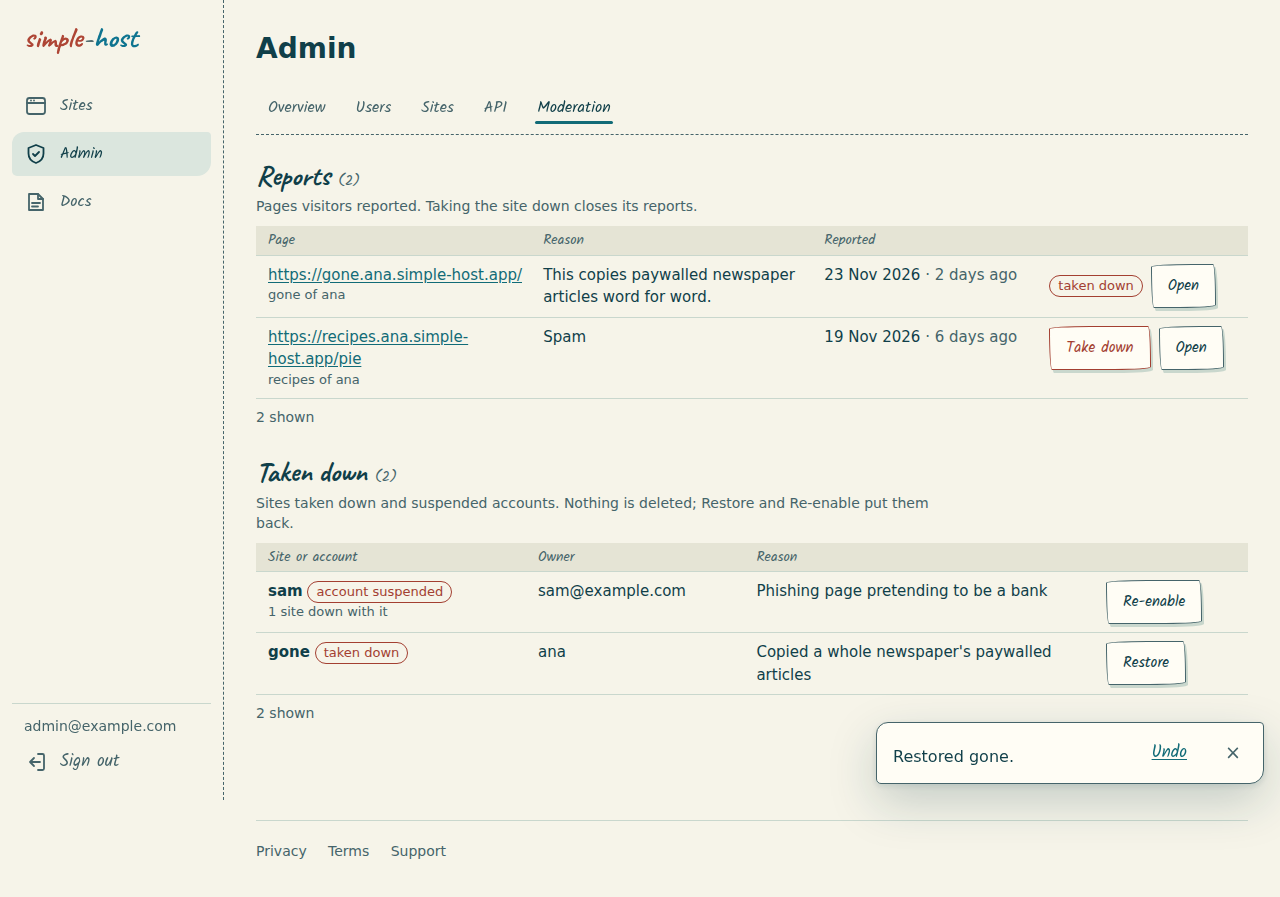 simple-host
Sites
Admin
Docs
admin@example.com
Sign out
Admin
Overview Users Sites API Moderation
Reports (2)
Pages visitors reported. Taking the site down closes its reports.
Page Reason Reported
https://gone.ana.simple-host.app/ This copies paywalled newspaper 23 Nov 2026 · 2 days ago taken down Open
gone of ana articles word for word.
https://recipes.ana.simple- Spam 19 Nov 2026 · 6 days ago Take down Open
host.app/pie
recipes of ana
2 shown
Taken down (2)
Sites taken down and suspended accounts. Nothing is deleted; Restore and Re-enable put them
back.
Site or account Owner Reason
sam account suspended sam@example.com Phishing page pretending to be a bank Re-enable
1 site down with it
gone taken down ana Copied a whole newspaper's paywalled Restore
articles
2 shown
Restored gone. Undo ×
Privacy Terms Support